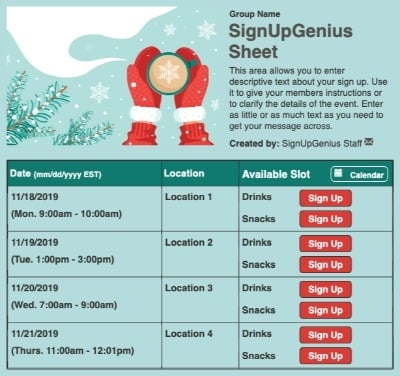 Group Name
SignUpGenius
Sheet
This area allows you to enter
descriptive text about your sign up. Use
it to give your members instructions or
to clarify the details of the event. Enter
as little or as much text as you need to
get your message across.
Created by: SignUpGenius Staff
Date (mm/dd/yyyy EST) Location Available Slot Calendar
11/18/2019 Location 1 Drinks Sign Up
(Mon. 9:00am - 10:00am) Snacks Sign Up
11/19/2019 Location 2 Drinks Sign Up
(Tue. 1:00pm - 3:00pm) Snacks Sign Up
11/20/2019 Location 3 Drinks Sign Up
(Wed. 7:00am - 9:00am) Snacks Sign Up
11/21/2019 Location 4 Drinks Sign Up
(Thurs. 11:00am - 12:01pm) Snacks Sign Up